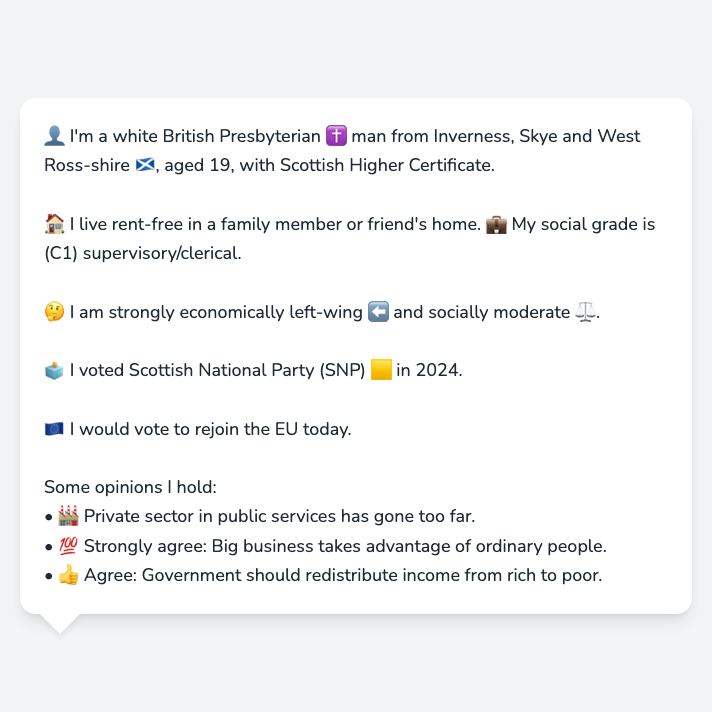 👤 I'm a white British Presbyterian ✝️ man from Inverness, Skye and West
Ross-shire 🏴󠁧󠁢󠁳󠁣󠁴󠁿, aged 19, with Scottish Higher Certificate.
🏠 I live rent-free in a family member or friend's home. 💼 My social grade is
(C1) supervisory/clerical.
🤔 I am strongly economically left-wing ⬅️ and socially moderate ⚖️.
🗳️ I voted Scottish National Party (SNP) 🟨 in 2024.
🇪🇺 I would vote to rejoin the EU today.
Some opinions I hold:
• 🏭 Private sector in public services has gone too far.
• 💯 Strongly agree: Big business takes advantage of ordinary people.
• 👍 Agree: Government should redistribute income from rich to poor.